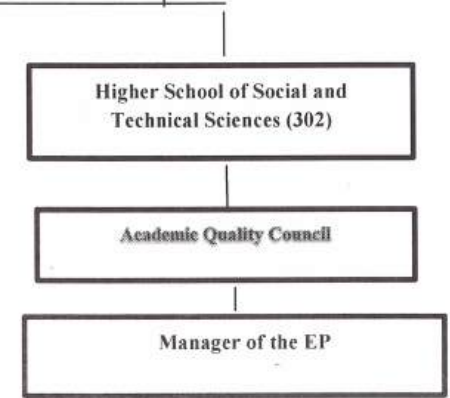 Higher School of Social and
Technical Sciences (302)
Academic Quality Council
Manager of the EP